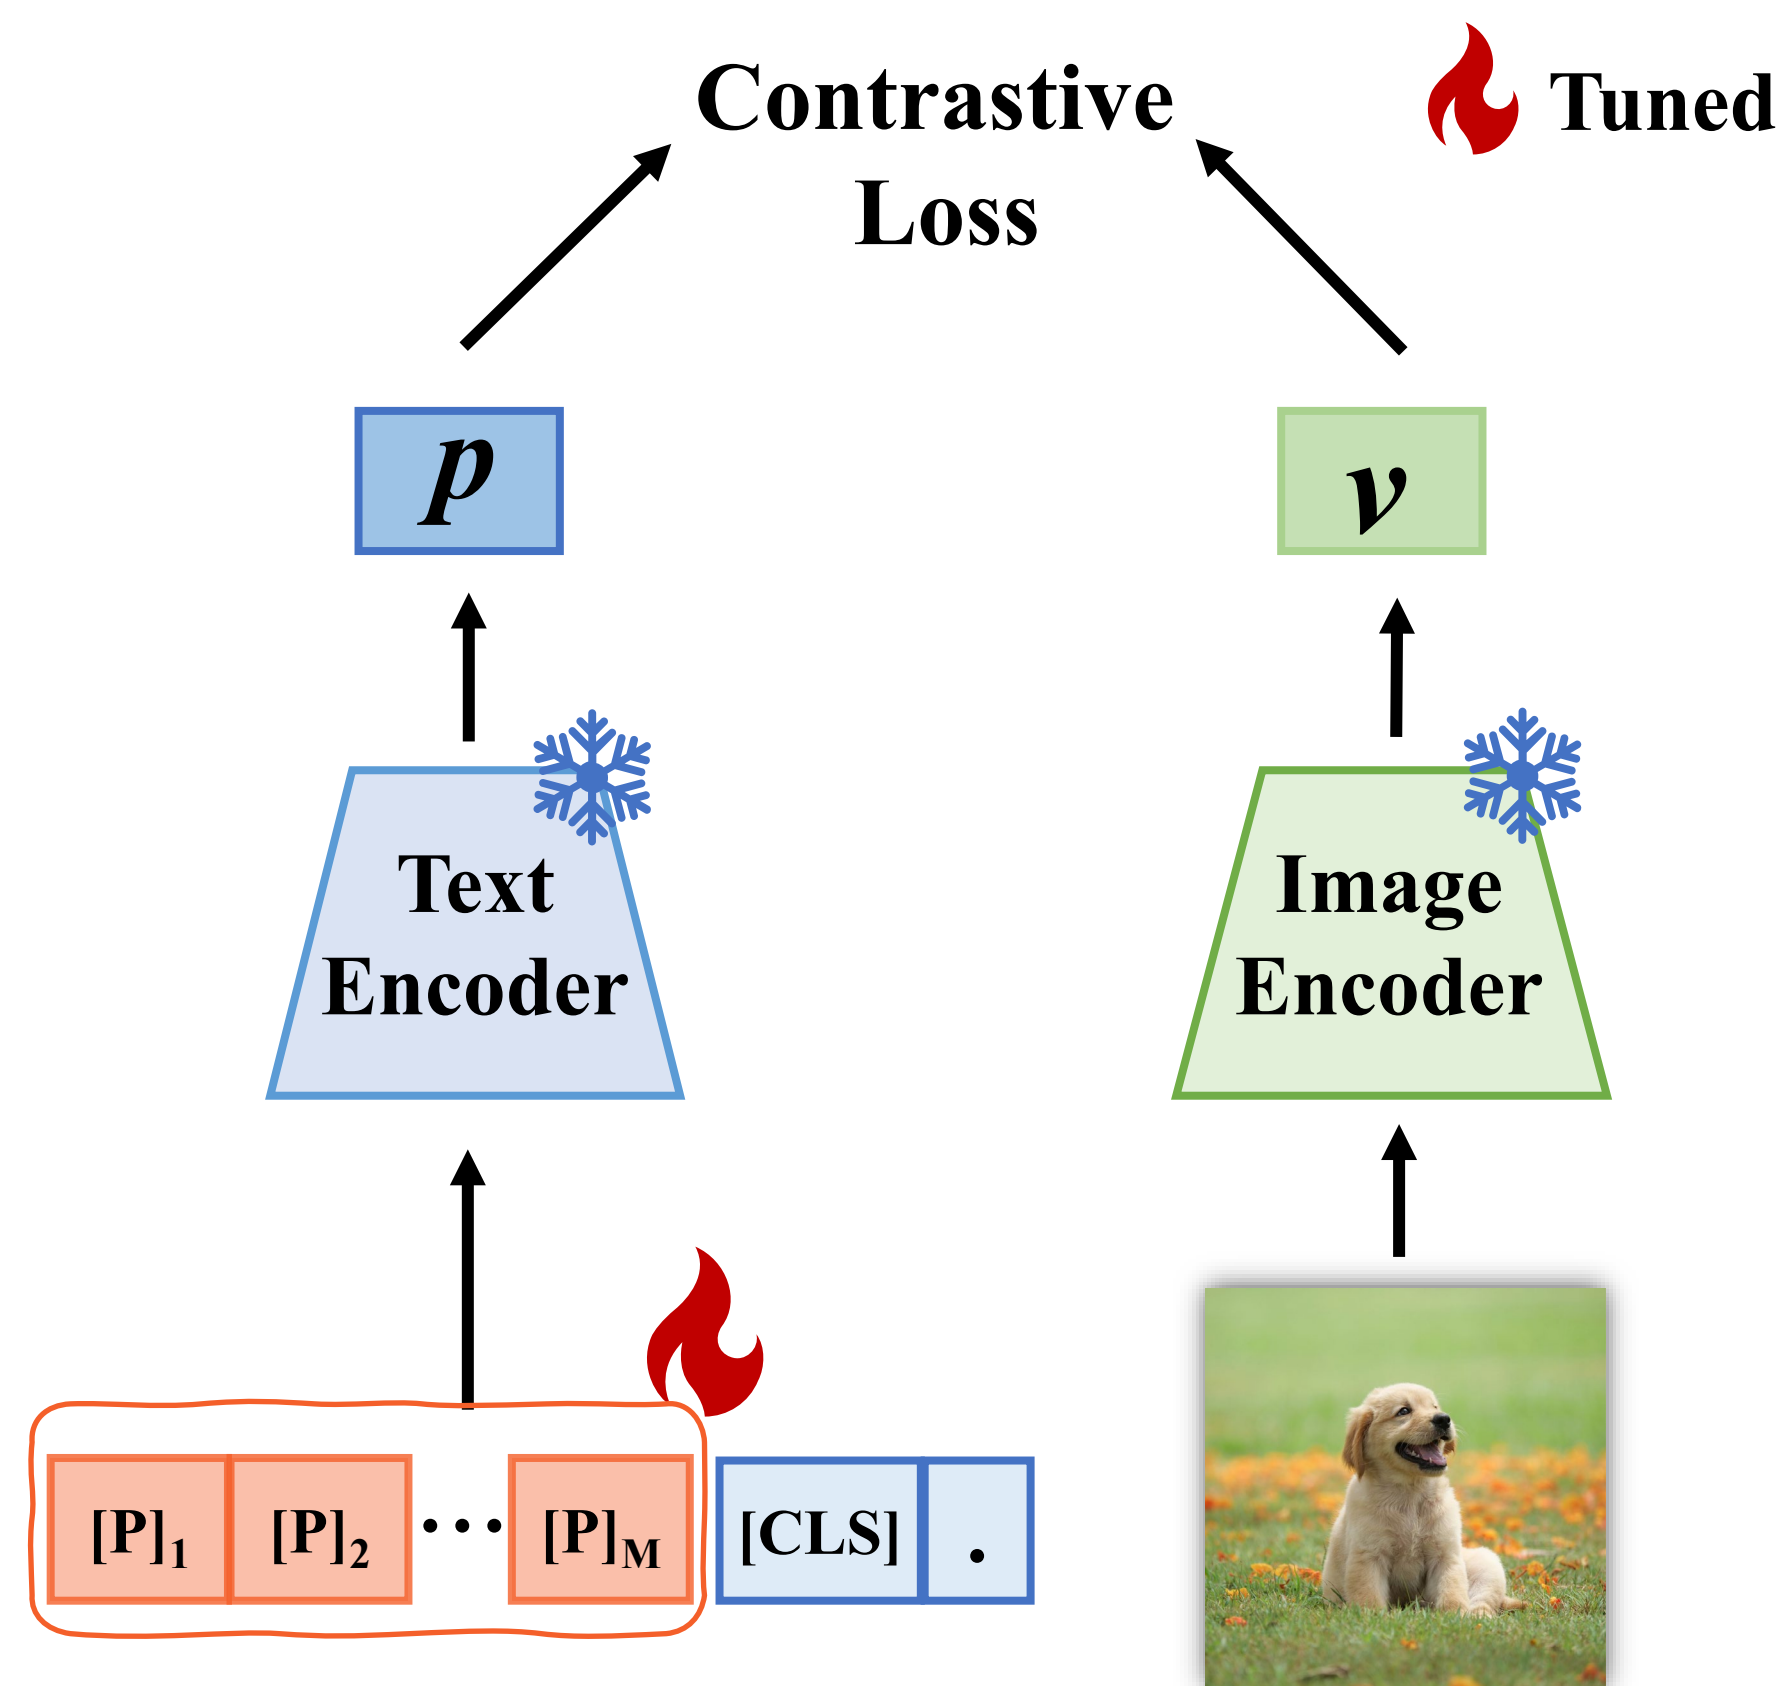 Contrastive
Loss
Tuned
p
v
Text
Encoder
Image
Encoder
[P]1 [P]2 ... [P]M [CLS] .